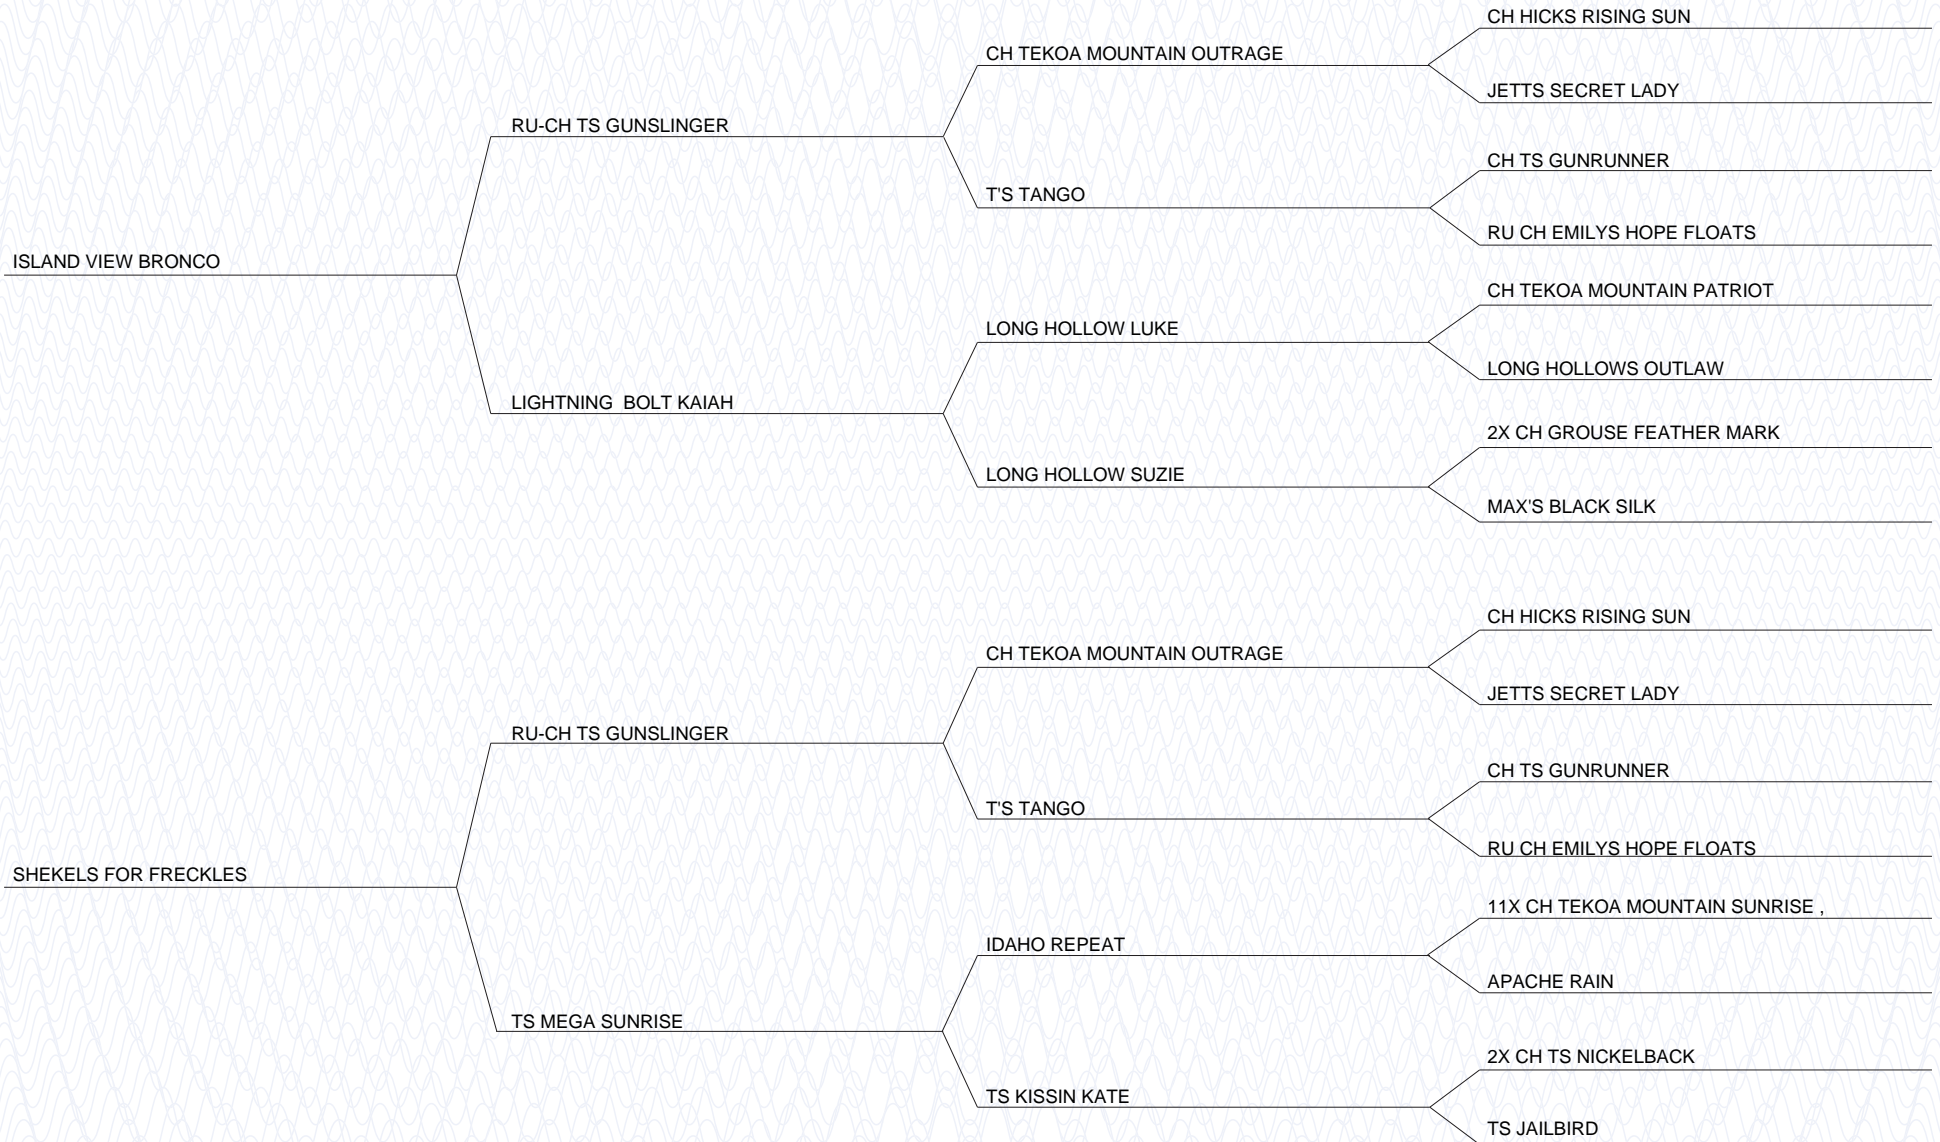 CH HICKS RISING SUN
CH TEKOA MOUNTAIN OUTRAGE
JETTS SECRET LADY
RU-CH TS GUNSLINGER
CH TS GUNRUNNER
T'S TANGO
RU CH EMILYS HOPE FLOATS
ISLAND VIEW BRONCO
CH TEKOA MOUNTAIN PATRIOT
LONG HOLLOW LUKE
LONG HOLLOWS OUTLAW
LIGHTNING  BOLT KAIAH
2X CH GROUSE FEATHER MARK
LONG HOLLOW SUZIE
MAX'S BLACK SILK
CH HICKS RISING SUN
CH TEKOA MOUNTAIN OUTRAGE
JETTS SECRET LADY
RU-CH TS GUNSLINGER
CH TS GUNRUNNER
T'S TANGO
RU CH EMILYS HOPE FLOATS
SHEKELS FOR FRECKLES
11X CH TEKOA MOUNTAIN SUNRISE ,
IDAHO REPEAT
APACHE RAIN
TS MEGA SUNRISE
2X CH TS NICKELBACK
TS KISSIN KATE
TS JAILBIRD